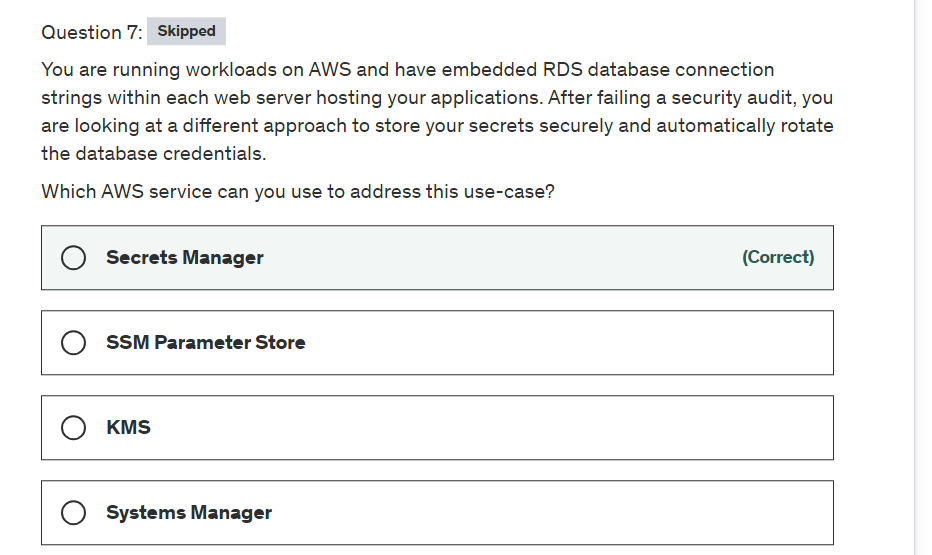 Question 7: Skipped
You are running workloads on AWS and have embedded RDS database connection
strings within each web server hosting your applications. After failing a security audit, you
are looking at a different approach to store your secrets securely and automatically rotate
the database credentials.
Which AWS service can you use to address this use-case?
Secrets Manager (Correct)
SSM Parameter Store
KMS
Systems Manager